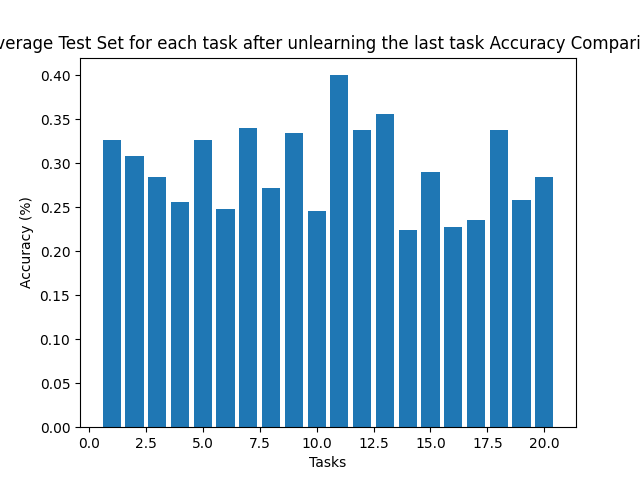 verage Test Set for each task after unlearning the last task Accuracy Compari
0.40
0.35
0.30
0.25
0.20
0.15
0.10
0.05
0.00
Accuracy (%)
0.0 2.5 5.0 7.5 10.0 12.5 15.0 17.5 20.0
Tasks